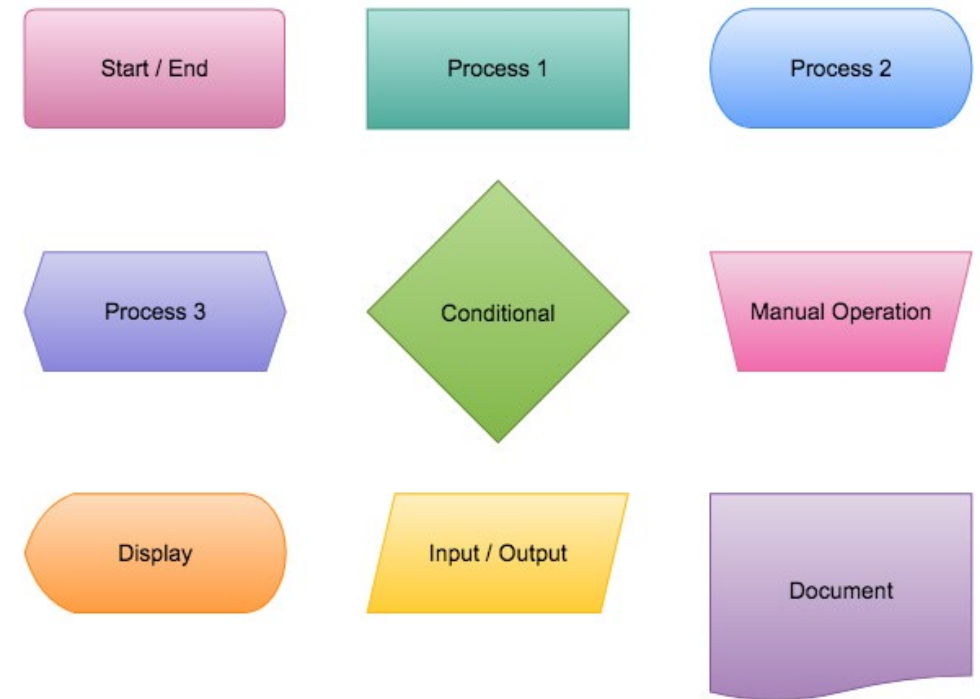 Start / End
Process 1
Process 2
Process 3
Conditional
Manual Operation
Display
Input / Output
Document